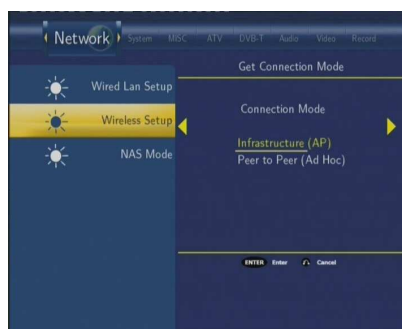 Network System MISC ATV DVB-T Audio Video Record
Get Connection Mode
Wired Lan Setup
Connection Mode
Wireless Setup
Infrastructure (AP)
NAS Mode
Peer to Peer (Ad Hoc)
ENTER Enter Cancel